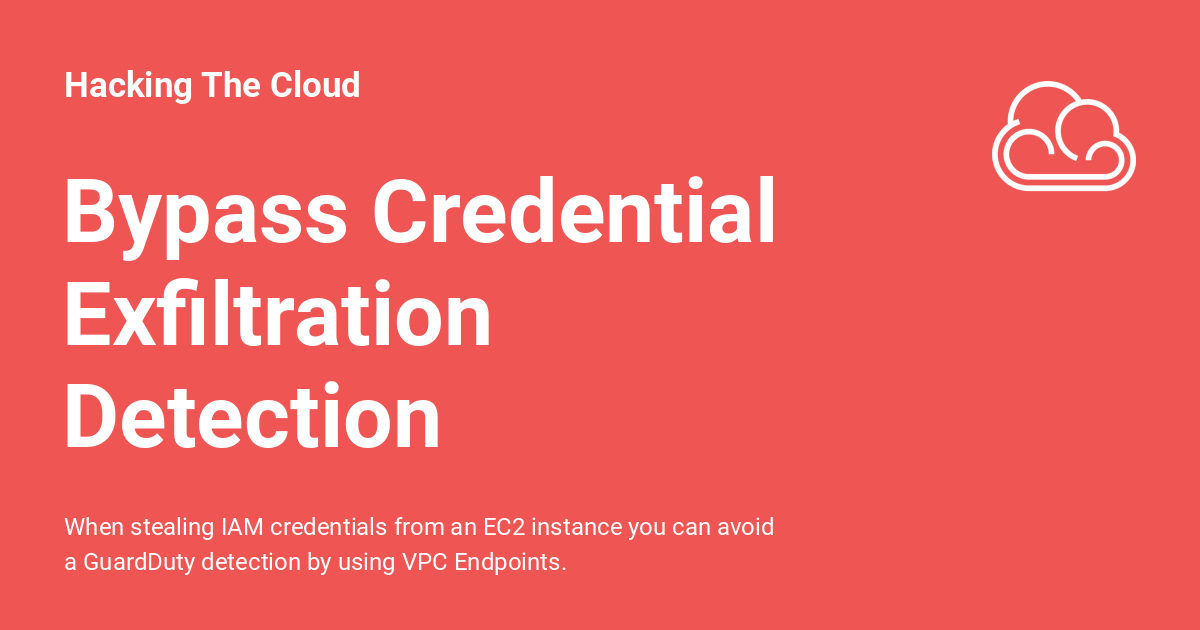 Hacking The Cloud
Bypass Credential
Exfiltration
Detection
When stealing IAM credentials from an EC2 instance you can avoid
a GuardDuty detection by using VPC Endpoints.